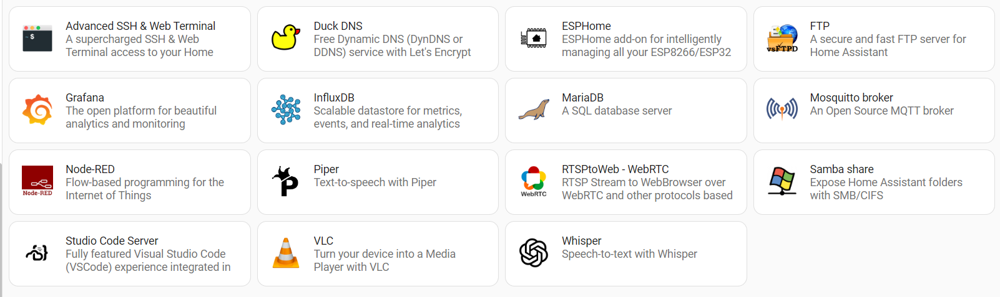 Advanced SSH & Web Terminal
A supercharged SSH & Web
Terminal access to your Home
$
Duck DNS
Free Dynamic DNS (DynDNS or
DDNS) service with Let's Encrypt
ESPHome
ESPHome add-on for intelligently
managing all your ESP8266/ESP32
FTP
A secure and fast FTP server for
Home Assistant
vsFTPD
Grafana
The open platform for beautiful
analytics and monitoring
InfluxDB
Scalable datastore for metrics,
events, and real-time analytics
MariaDB
A SQL database server
Mosquitto broker
An Open Source MQTT broker
Node-RED
Flow-based programming for the
Internet of Things
Node-RED
Piper
Text-to-speech with Piper
P
RTSPtoWeb - WebRTC
RTSP Stream to WebBrowser over
WebRTC and other protocols based
WebRTC
Samba share
Expose Home Assistant folders
with SMB/CIFS
Studio Code Server
Fully featured Visual Studio Code
(VSCode) experience integrated in
VLC
Turn your device into a Media
Player with VLC
Whisper
Speech-to-text with Whisper